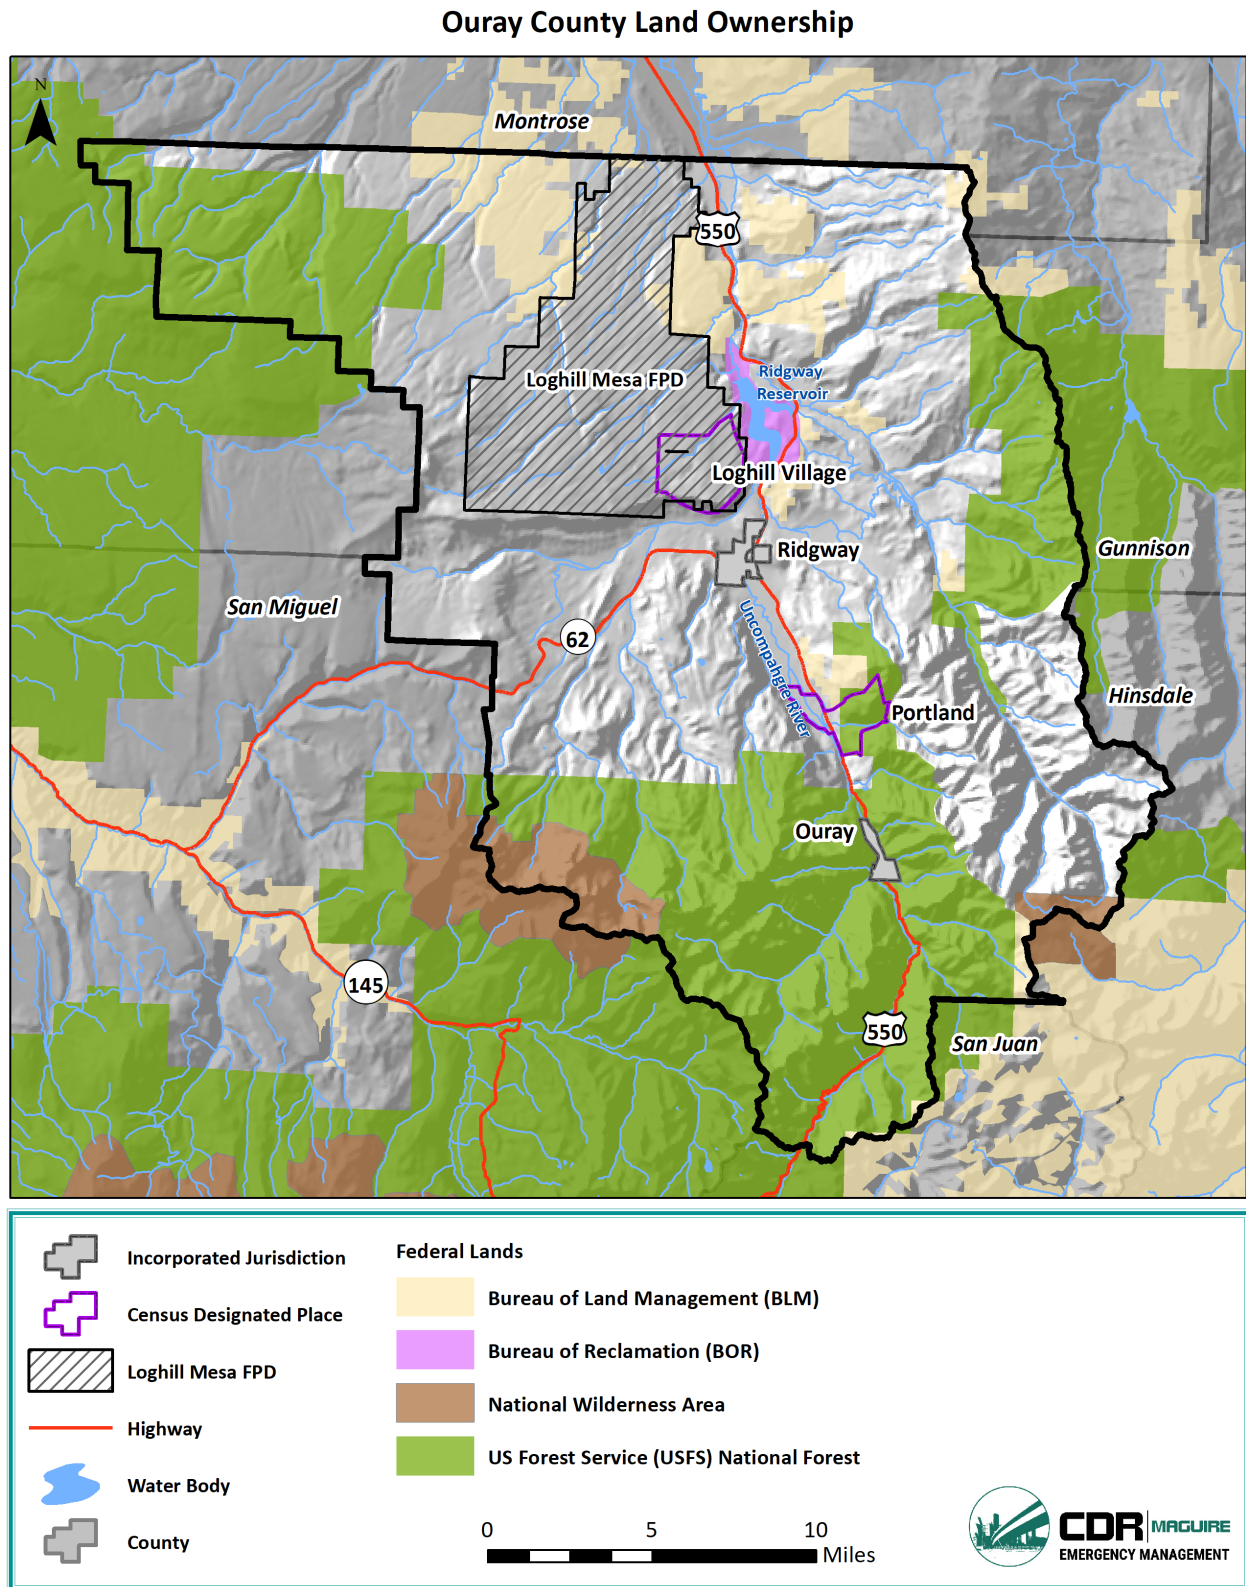 Ouray County Land Ownership
N
Montrose
550
Ridgway
Reservoir
Loghill Mesa FPD
Loghill Village
Ridgway
Gunnison
San Miguel
62
Uncompahgre River
Hinsdale
Portland
Ouray
145
550
San Juan
Incorporated Jurisdiction
Census Designated Place
Loghill Mesa FPD
Highway
Water Body
County
Federal Lands
Bureau of Land Management (BLM)
Bureau of Reclamation (BOR)
National Wilderness Area
US Forest Service (USFS) National Forest
0 5 10
Miles
CDR MAGUIRE
EMERGENCY MANAGEMENT